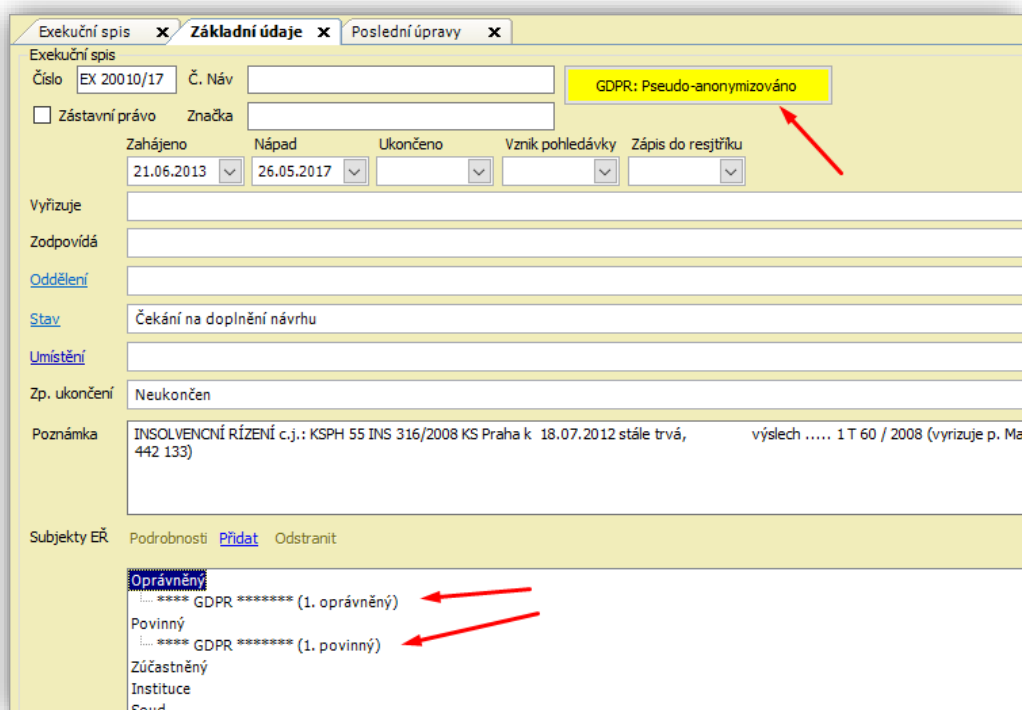 Exekuční spis x Základní údaje x Poslední úpravy x
Exekuční spis
Číslo EX 20010/17 Č. Náv GDPR: Pseudo-anonymizováno
Zástavní právo Značka
Zahájeno Nápad Ukončeno Vznik pohledávky Zápis do resjtříku
21.06.2013 26.05.2017
Vyřizuje
Zodpovídá
Oddělení
Stav Čekání na doplnění návrhu
Umístění
Zp. ukončení Neukončen
Poznámka INSOLVENCNÍ RÍZENÍ c.j.: KSPH 55 INS 316/2008 KS Praha k 18.07.2012 stále trvá, výslech ..... 1 T 60 / 2008 (vyrizuje p. Ma
442 133)
Subjekty EŘ Podrobnosti Přidat Odstranit
Oprávněný
**** GDPR ******* (1. oprávněný)
Povinný
**** GDPR ******* (1. povinný)
Zúčastněný
Instituce
Soud